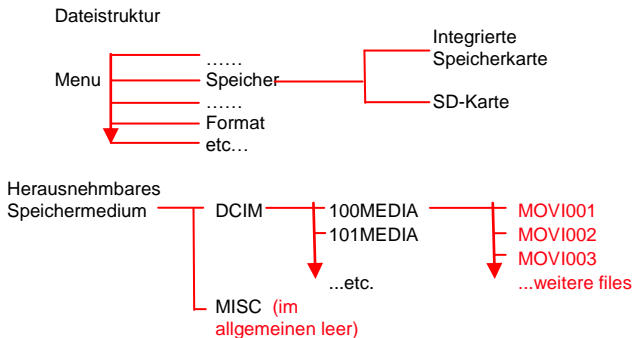 Dateistruktur
Menu
……
Speicher
……
Format
etc…
Integrierte
Speicherkarte
SD-Karte
Herausnehmbares
Speichermedium
DCIM
100MEDIA
101MEDIA
...etc.
MOVI001
MOVI002
MOVI003
...weitere files
MISC (im
allgemeinen leer)